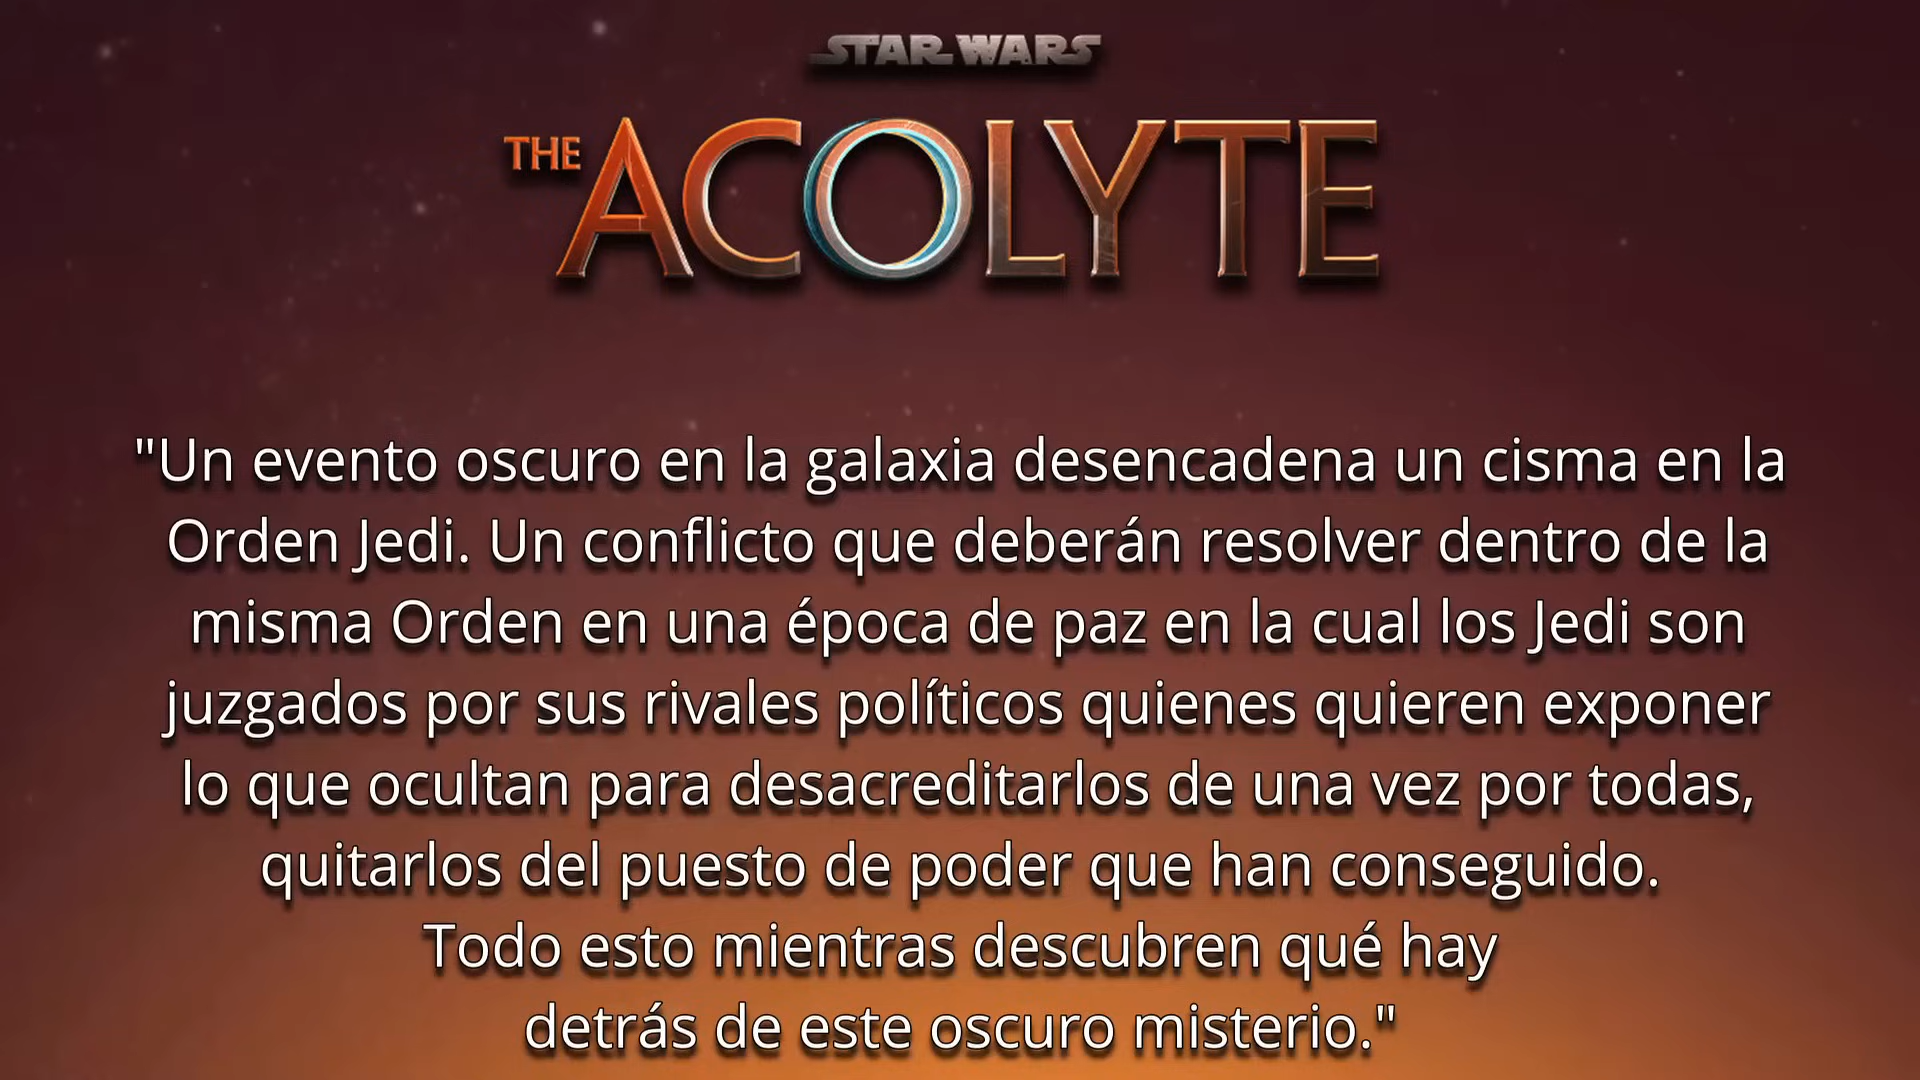 STAR WARS
THE ACOLYTE
"Un evento oscuro en la galaxia desencadena un cisma en la
Orden Jedi. Un conflicto que deberán resolver dentro de la
misma Orden en una época de paz en la cual los Jedi son
juzgados por sus rivales políticos quienes quieren exponer
lo que ocultan para desacreditarlos de una vez por todas,
quitarlos del puesto de poder que han conseguido.
Todo esto mientras descubren qué hay
detrás de este oscuro misterio."